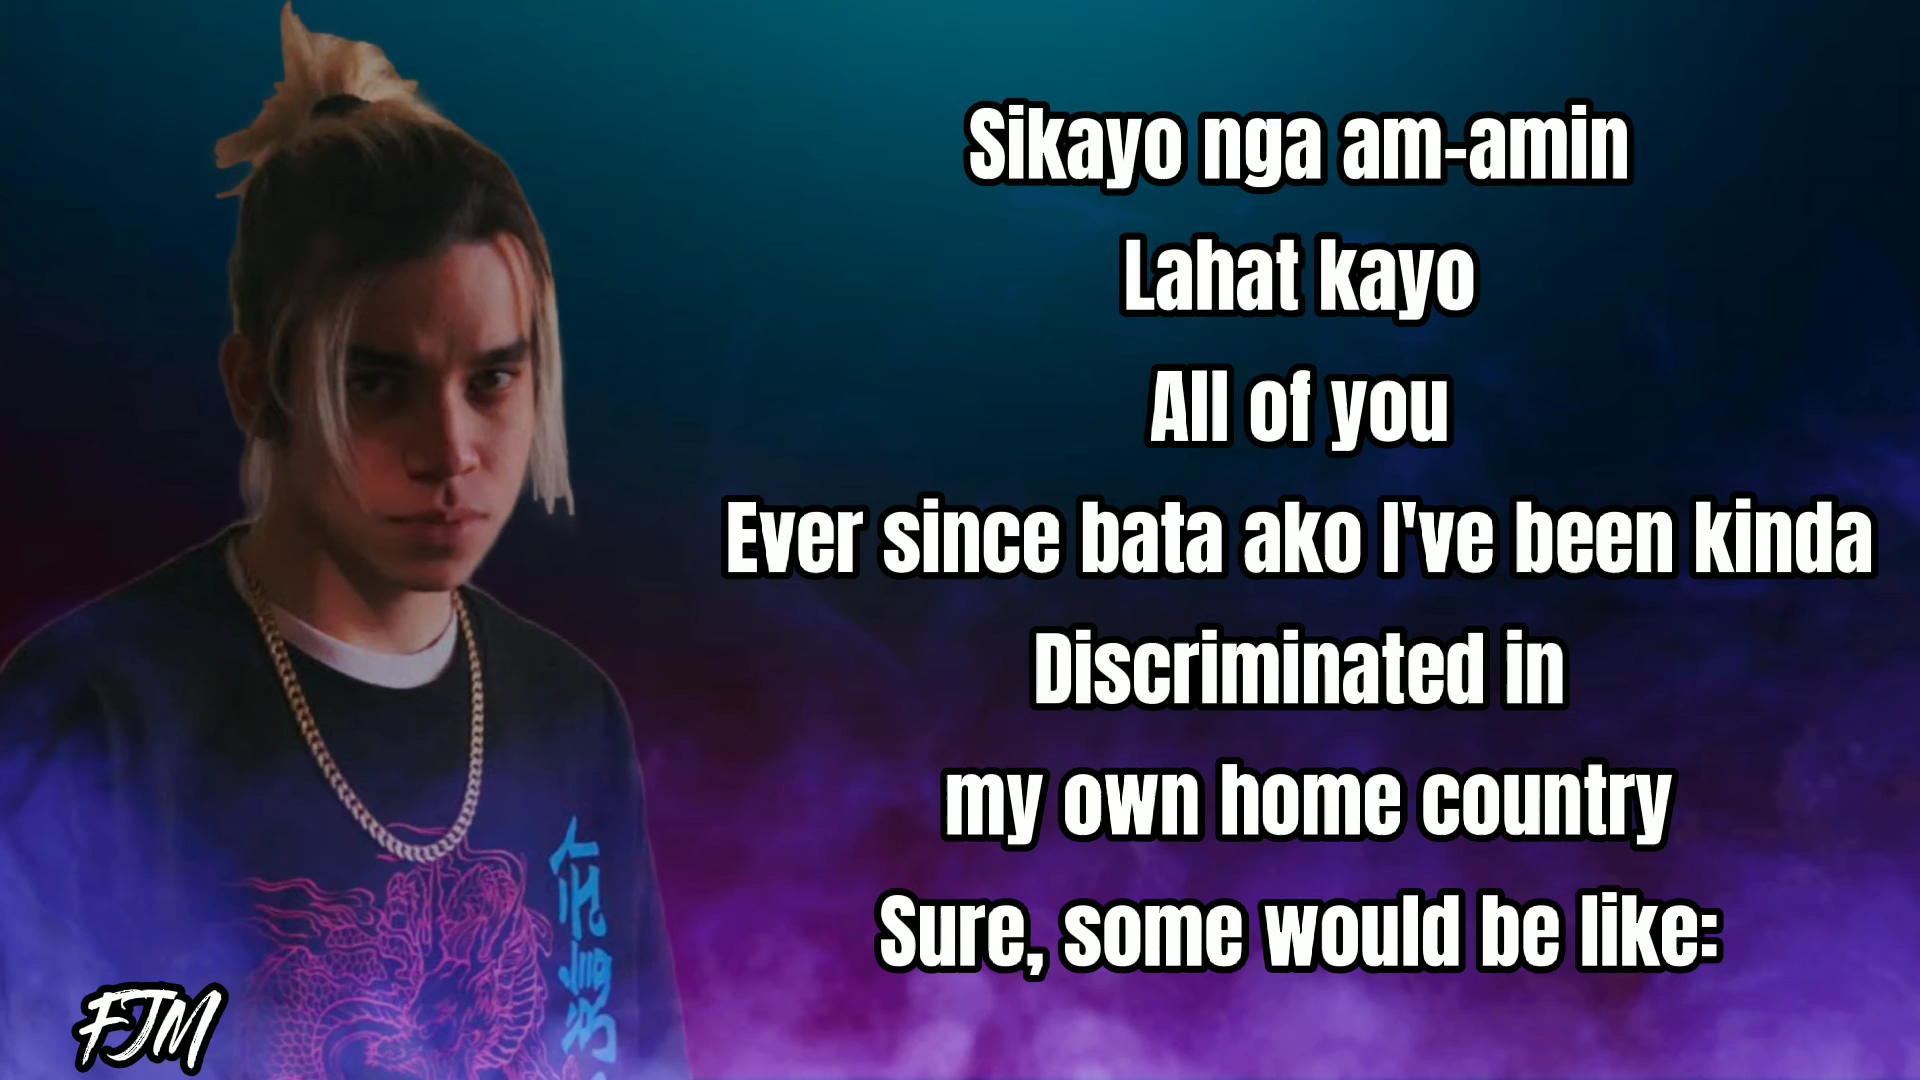 Sikayo nga am-amin
Lahat kayo
All of you
Ever since bata ako I've been kinda
Discriminated in
my own home country
Sure, some would be like:
FJM